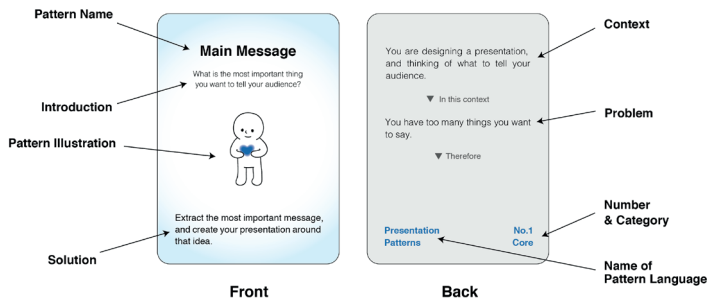 Pattern Name
Introduction
Pattern Illustration
Solution
Main Message
What is the most important thing
you want to tell your audience?
Extract the most important message,
and create your presentation around
that idea.
Front
You are designing a presentation,
and thinking of what to tell your
audience.
▼ In this context
You have too many things you want
to say.
▼ Therefore
Presentation
Patterns
No.1
Core
Back
Context
Problem
Number
& Category
Name of
Pattern Language